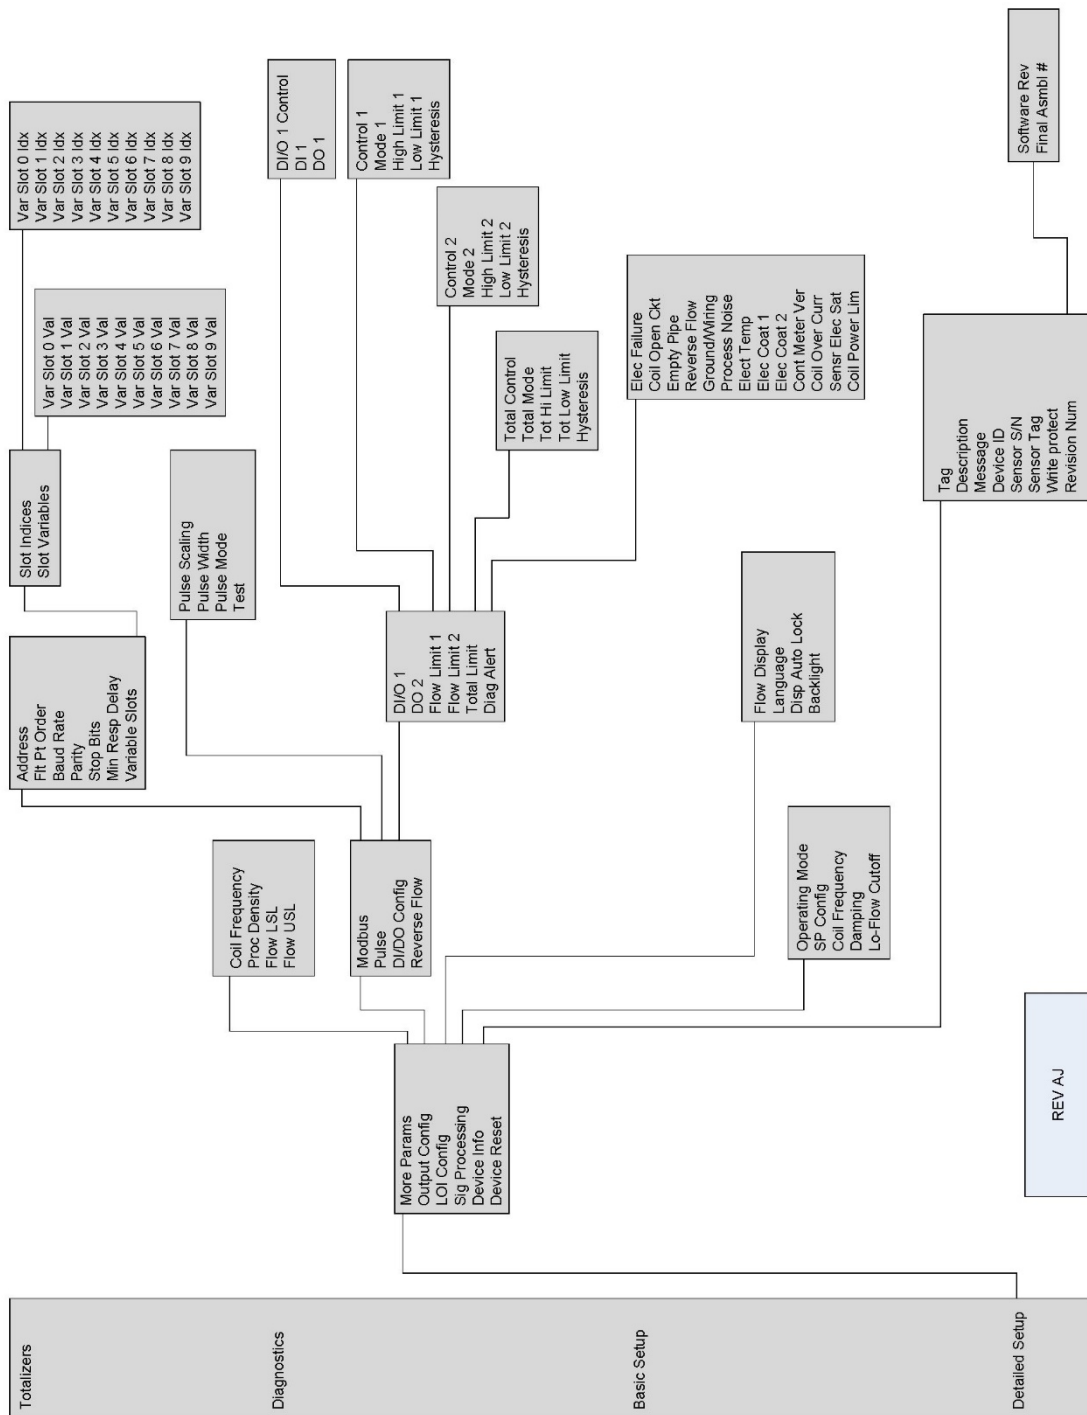 Totalizers
Diagnostics
Basic Setup
Detailed Setup
More Params
Output Config
LOI Config
Sig Processing
Device Info
Device Reset
Coil Frequency
Proc Density
Flow LSL
Flow USL
Modbus
Pulse
DI/DO Config
Reverse Flow
Address
Flt Pt Order
Baud Rate
Parity
Stop Bits
Min Resp Delay
Variable Slots
Slot Indices
Slot Variables
Var Slot 0 Idx
Var Slot 1 Idx
Var Slot 2 Idx
Var Slot 3 Idx
Var Slot 4 Idx
Var Slot 5 Idx
Var Slot 6 Idx
Var Slot 7 Idx
Var Slot 8 Idx
Var Slot 9 Idx
Var Slot 0 Val
Var Slot 1 Val
Var Slot 2 Val
Var Slot 3 Val
Var Slot 4 Val
Var Slot 5 Val
Var Slot 6 Val
Var Slot 7 Val
Var Slot 8 Val
Var Slot 9 Val
Pulse Scaling
Pulse Width
Pulse Mode
Test
DI/O 1
DO 2
Flow Limit 1
Flow Limit 2
Total Limit
Diag Alert
DI/O 1 Control
DI 1
DO 1
Control 1
Mode 1
High Limit 1
Low Limit 1
Hysteresis
Control 2
Mode 2
High Limit 2
Low Limit 2
Hysteresis
Total Control
Total Mode
Tot Hi Limit
Tot Low Limit
Hysteresis
Elec Failure
Coil Open Ckt
Empty Pipe
Reverse Flow
Ground/Wiring
Process Noise
Elect Temp
Elec Coat 1
Elec Coat 2
Cont Meter Ver
Coil Over Curr
Sensr Elec Sat
Coil Power Lim
Flow Display
Language
Disp Auto Lock
Backlight
Operating Mode
SP Config
Coil Frequency
Damping
Lo-Flow Cutoff
Tag
Description
Message
Device ID
Sensor S/N
Sensor Tag
Write protect
Revision Num
Software Rev
Final Asmbl #
REV AJ